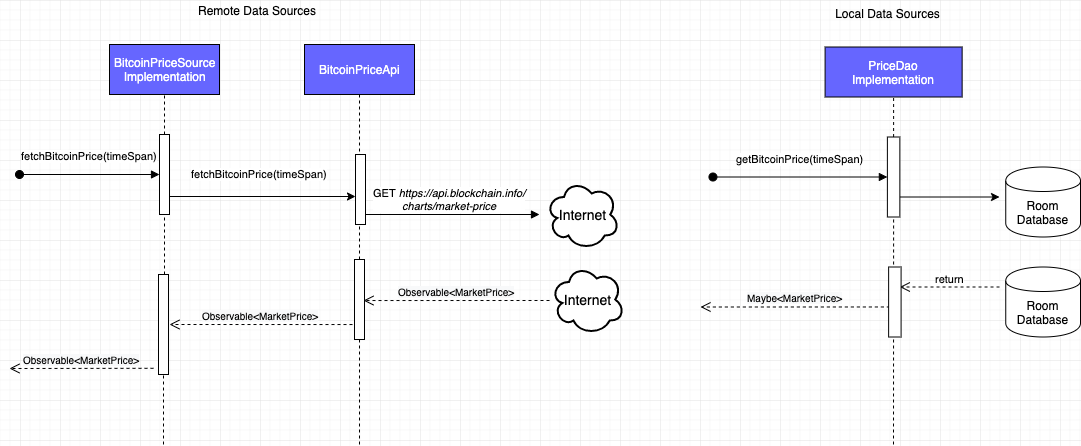 Remote Data Sources
Local Data Sources
BitcoinPriceSource
Implementation
BitcoinPriceApi
PriceDao
Implementation
fetchBitcoinPrice(timeSpan)
fetchBitcoinPrice(timeSpan)
GET https://api.blockchain.info/
charts/market-price
Internet
getBitcoinPrice(timeSpan)
Room
Database
Observable<MarketPrice>
Internet
Observable<MarketPrice>
Observable<MarketPrice>
return
Maybe<MarketPrice>
Room
Database